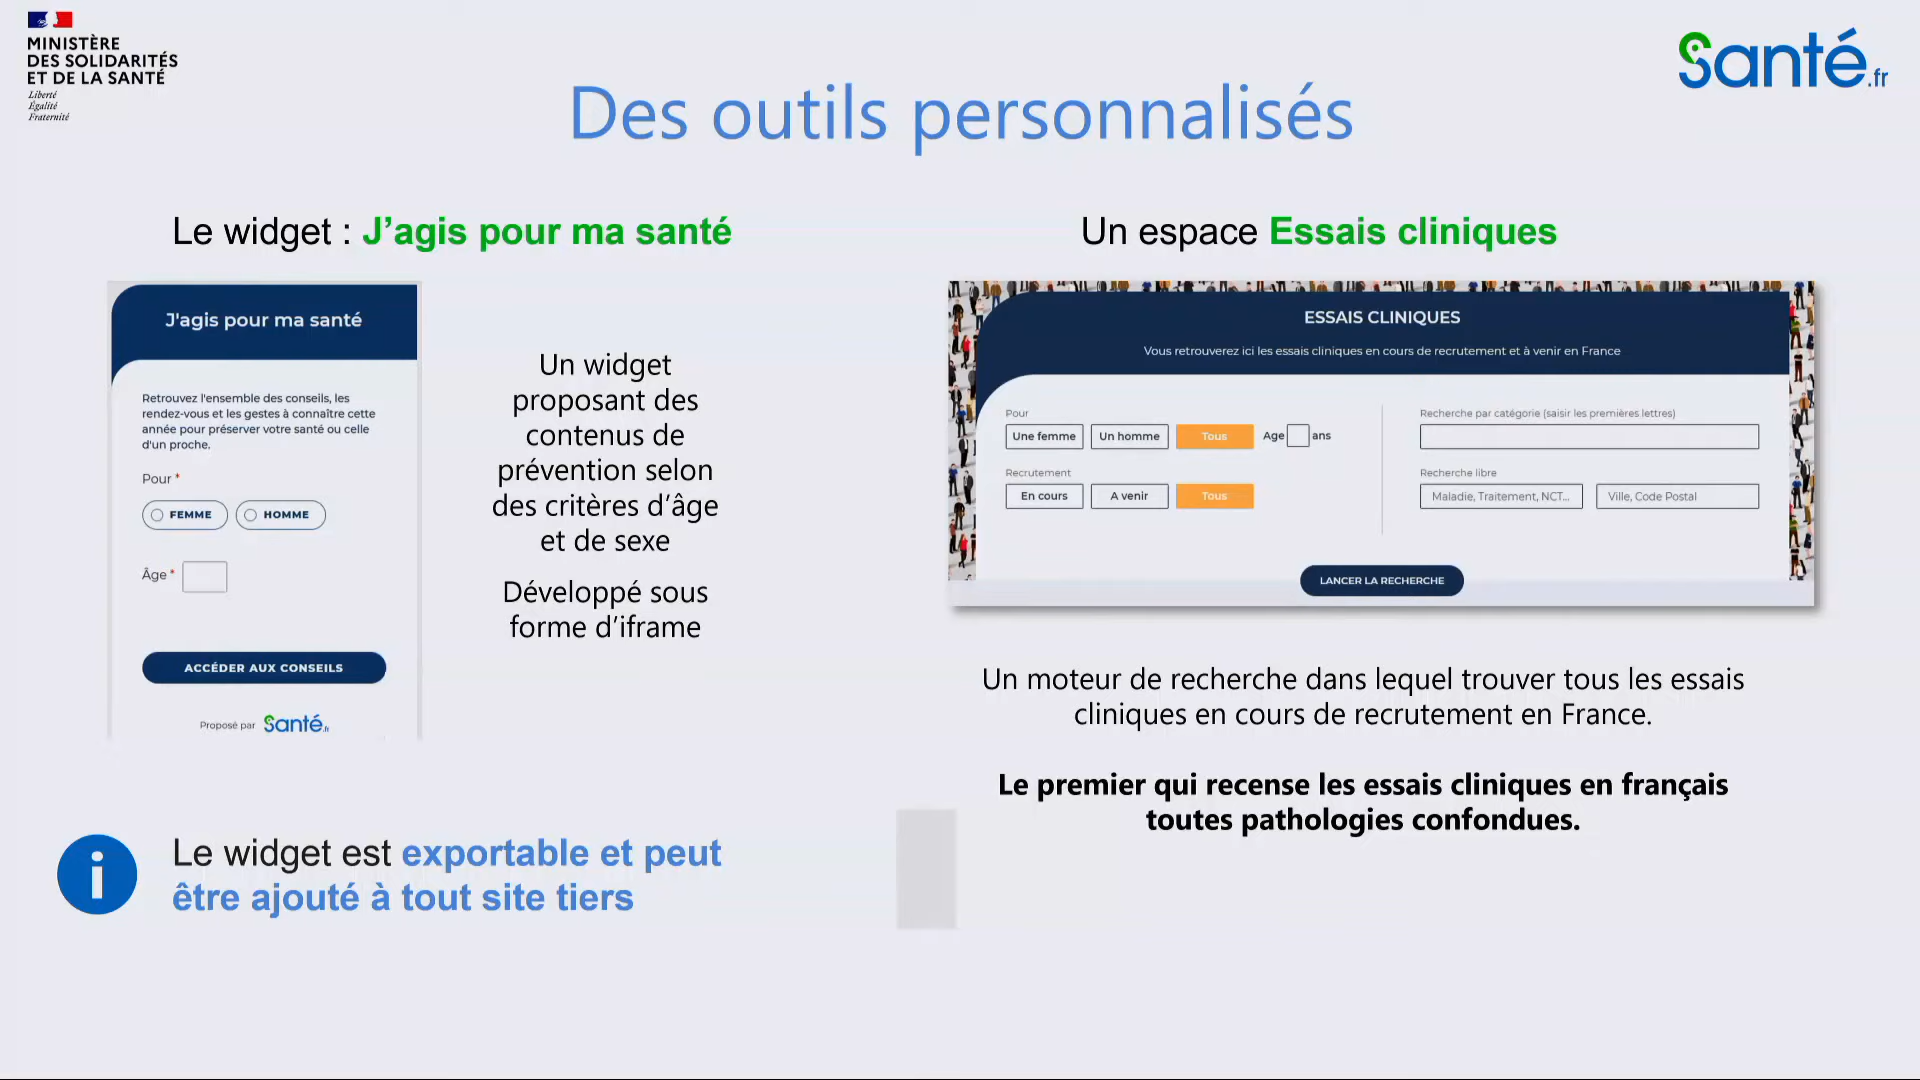 MINISTÈRE
DES SOLIDARITÉS
ET DE LA SANTÉ
Liberté
Égalité
Fraternité
Santé.fr
Des outils personnalisés
Le widget : J’agis pour ma santé
J'agis pour ma santé
Retrouvez l'ensemble des conseils, les
rendez-vous et les gestes à connaître cette
année pour préserver votre santé ou celle
d'un proche.
Pour *
FEMME HOMME
Âge *
ACCÉDER AUX CONSEILS
Proposé par Santé.fr
Un widget
proposant des
contenus de
prévention selon
des critères d’âge
et de sexe
Développé sous
forme d’iframe
Le widget est exportable et peut
être ajouté à tout site tiers
Un espace Essais cliniques
ESSAIS CLINIQUES
Vous retrouverez ici les essais cliniques en cours de recrutement et à venir en France
Pour
Une femme Un homme Tous Age ans
Recrutement
En cours A venir Tous
Recherche par catégorie (saisir les premières lettres)
Recherche libre
Maladie, Traitement, NCT... Ville, Code Postal
LANCER LA RECHERCHE
Un moteur de recherche dans lequel trouver tous les essais
cliniques en cours de recrutement en France.
Le premier qui recense les essais cliniques en français
toutes pathologies confondues.